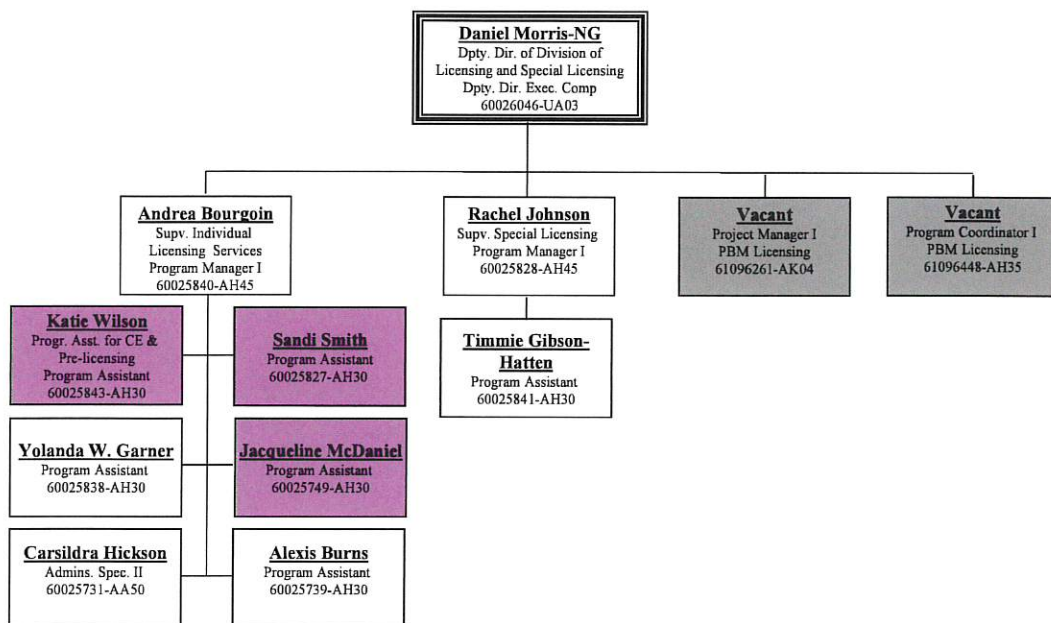 Daniel Morris-NG
Dpty. Dir. of Division of
Licensing and Special Licensing
Dpty. Dir. Exec. Comp
60026046-UA03
Andrea Bourgoin
Supv. Individual
Licensing Services
Program Manager I
60025840-AH45
Rachel Johnson
Supv. Special Licensing
Program Manager I
60025828-AH45
Vacant
Project Manager I
PBM Licensing
61096261-AK04
Vacant
Program Coordinator I
PBM Licensing
61096448-AH35
Katie Wilson
Progr. Asst. for CE &
Pre-licensing
Program Assistant
60025843-AH30
Sandi Smith
Program Assistant
60025827-AH30
Timmie Gibson-
Hatten
Program Assistant
60025841-AH30
Yolanda W. Garner
Program Assistant
60025838-AH30
Jacqueline McDaniel
Program Assistant
60025749-AH30
Carsildra Hickson
Admins. Spec. II
60025731-AA50
Alexis Burns
Program Assistant
60025739-AH30